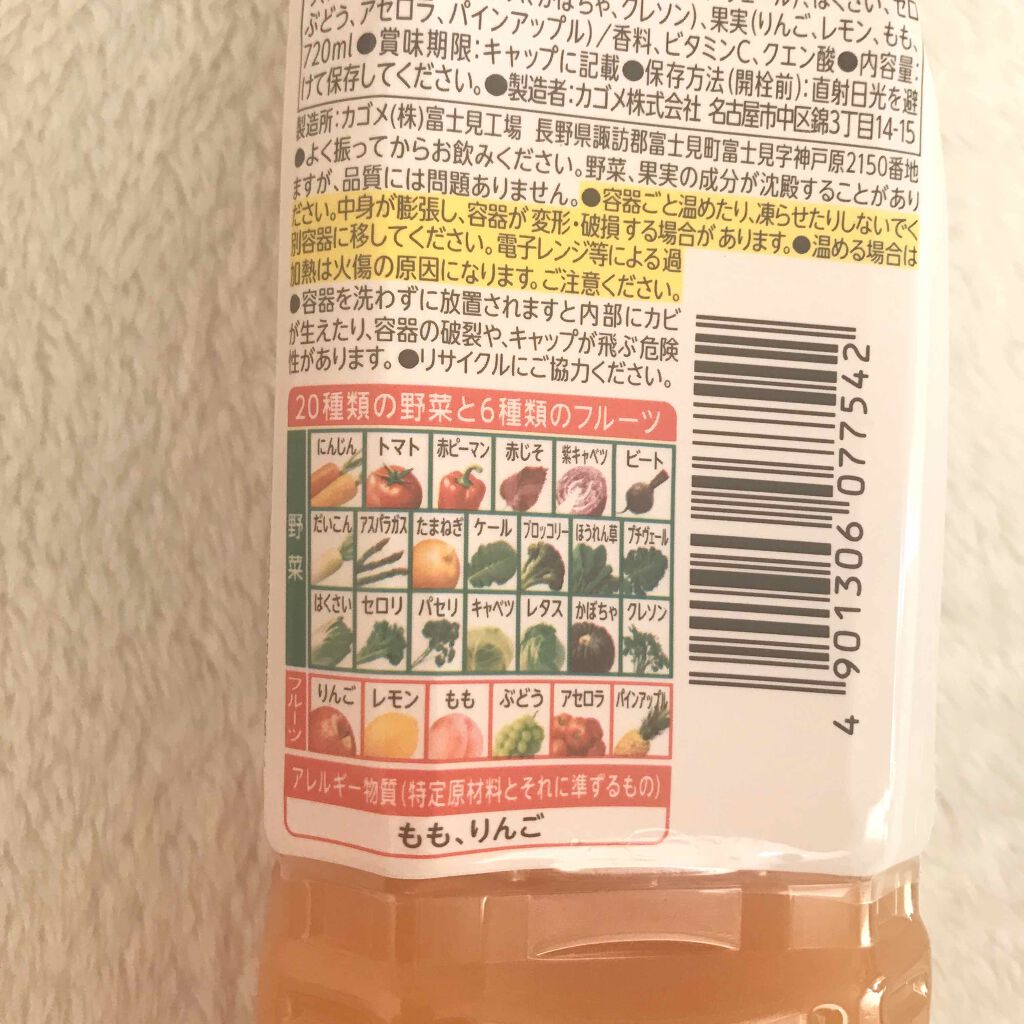 かぼちゃ、クレソン)、果実(りんご、レモン、もも、
ぶどう、アセロラ、パインアップル)/香料、ビタミンC、クエン酸●内容量:
720ml●賞味期限:キャップに記載●保存方法(開栓前):直射日光を避
けて保存してください。●製造者:カゴメ株式会社 名古屋市中区錦3丁目14-15
製造所:カゴメ(株)富士見工場 長野県諏訪郡富士見町富士見字神戸原2150番地
●よく振ってからお飲みください。野菜、果実の成分が沈殿することがあり
ますが、品質には問題ありません。●容器ごと温めたり、凍らせたりしないでく
ださい。中身が膨張し、容器が変形・破損する場合があります。●温める場合は
別容器に移してください。電子レンジ等による過
加熱は火傷の原因になります。ご注意ください。
●容器を洗わずに放置されますと内部にカビ
が生えたり、容器の破裂や、キャップが飛ぶ危険
性があります。●リサイクルにご協力ください。
20種類の野菜と6種類のフルーツ
野菜
にんじん トマト 赤ピーマン 赤じそ 紫キャベツ ビート
だいこん アスパラガス たまねぎ ケール ブロッコリー ほうれん草 プチヴェール
はくさい セロリ パセリ キャベツ レタス かぼちゃ クレソン
フルーツ
りんご レモン もも ぶどう アセロラ パインアップル
アレルギー物質(特定原材料とそれに準ずるもの)
もも、りんご
4 901306 077542